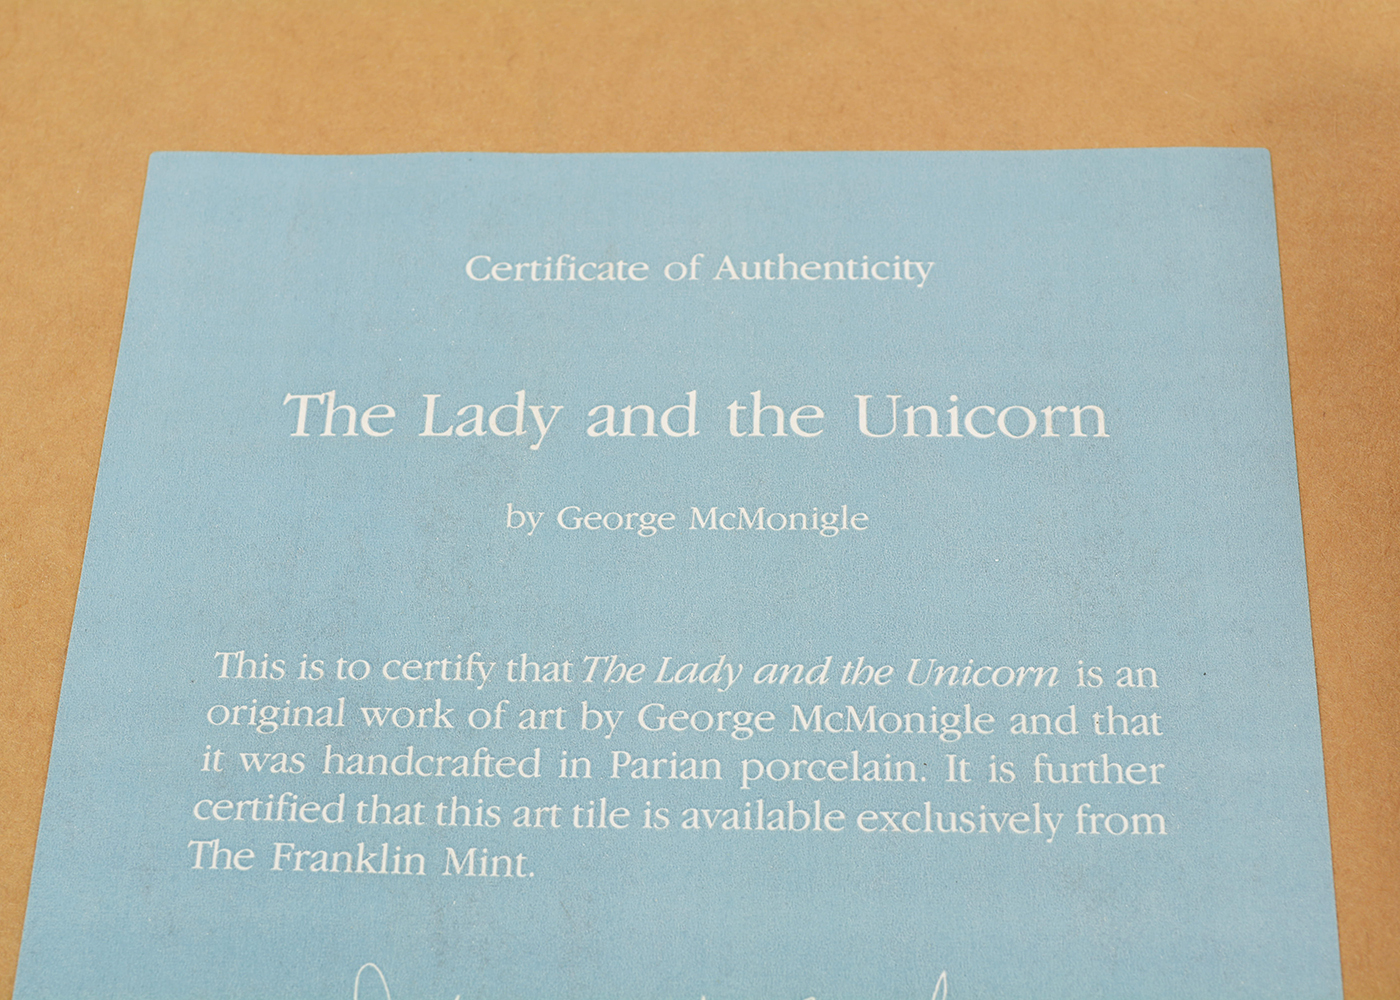 Certificate of Authenticity
The Lady and the Unicorn
by George McMonigle
This is to certify that The Lady and the Unicorn is an
original work of art by George McMonigle and that
it was handcrafted in Parian porcelain. It is further
certified that this art tile is available exclusively from
The Franklin Mint.